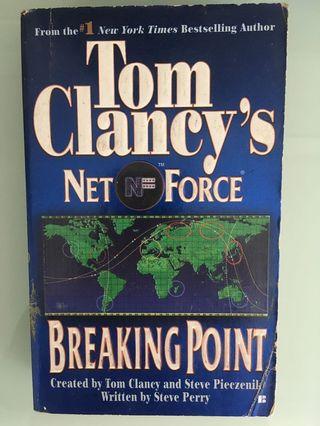 From the #1 New York Times Bestselling Author
Tom
Clancy's
NET NF FORCE®
™
BREAKING POINT
Created by Tom Clancy and Steve Pieczenik
Written by Steve Perry
B